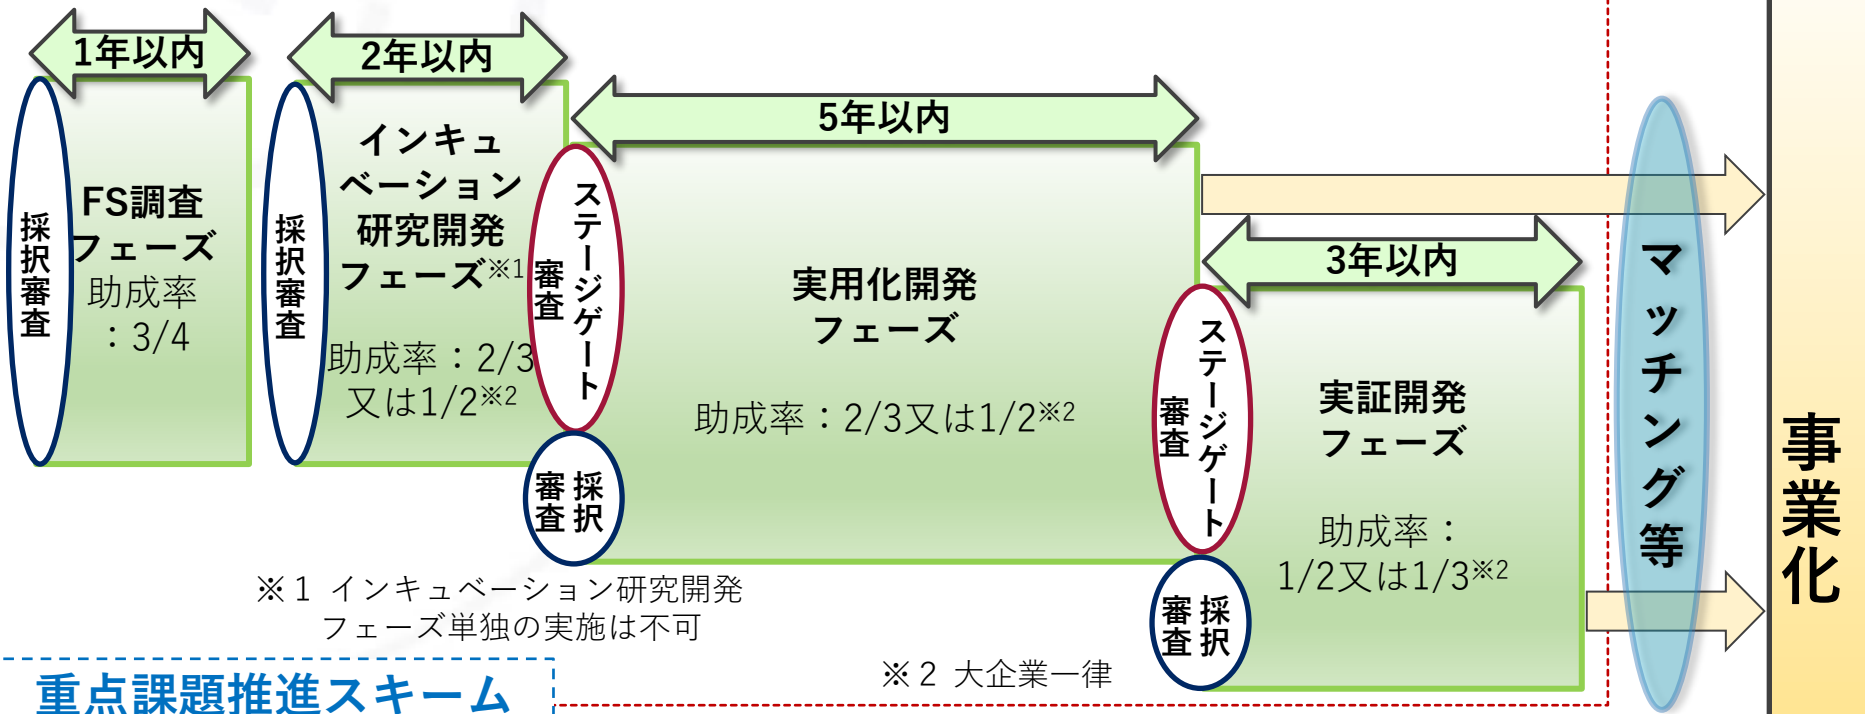 1年以内
採択審査
FS調査
フェーズ
助成率
：3/4
2年以内
採択審査
インキュ
ベーション
研究開発
フェーズ※1
助成率：2/3
又は1/2※2
5年以内
ステージゲート
審査
採択
審査
実用化開発
フェーズ
助成率：2/3又は1/2※2
3年以内
ステージゲート
審査
採択
審査
実証開発
フェーズ
助成率：
1/2又は1/3※2
マッチング等
事業化
※１ インキュベーション研究開発
フェーズ単独の実施は不可
※２ 大企業一律
重点課題推進スキーム